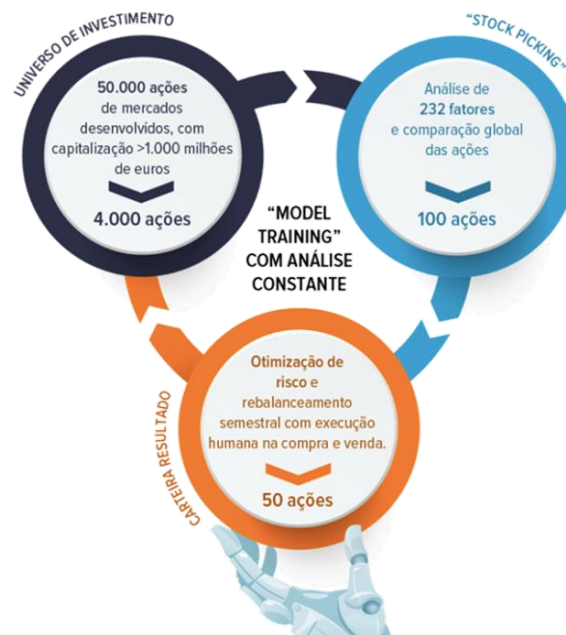 UNIVERSO DE INVESTIMENTO
50.000 ações
de mercados
desenvolvidos, com
capitalização >1.000 milhões
de euros
4.000 ações
“STOCK PICKING”
Análise de
232 fatores
e comparação global
das ações
100 ações
“MODEL
TRAINING”
COM ANÁLISE
CONSTANTE
CARTEIRA RESULTADO
Otimização de
risco e
rebalanceamento
semestral com execução
humana na compra e venda.
50 ações